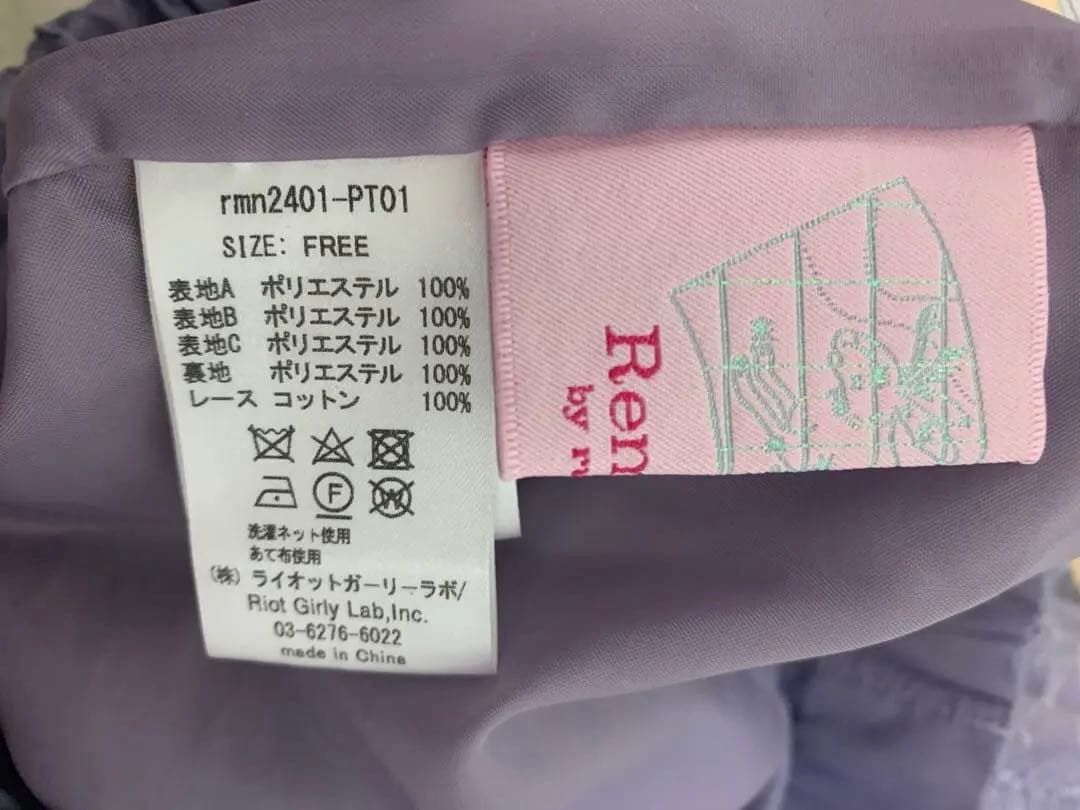 rmn2401-PT01
SIZE: FREE
表地A ポリエステル 100%
表地B ポリエステル 100%
表地C ポリエステル 100%
裏地 ポリエステル 100%
レース コットン 100%
F
W
洗濯ネット使用
あて布使用
(株) ライオットガーリーラボ/
Riot Girly Lab,Inc.
03-6276-6022
made in China
Ren
by